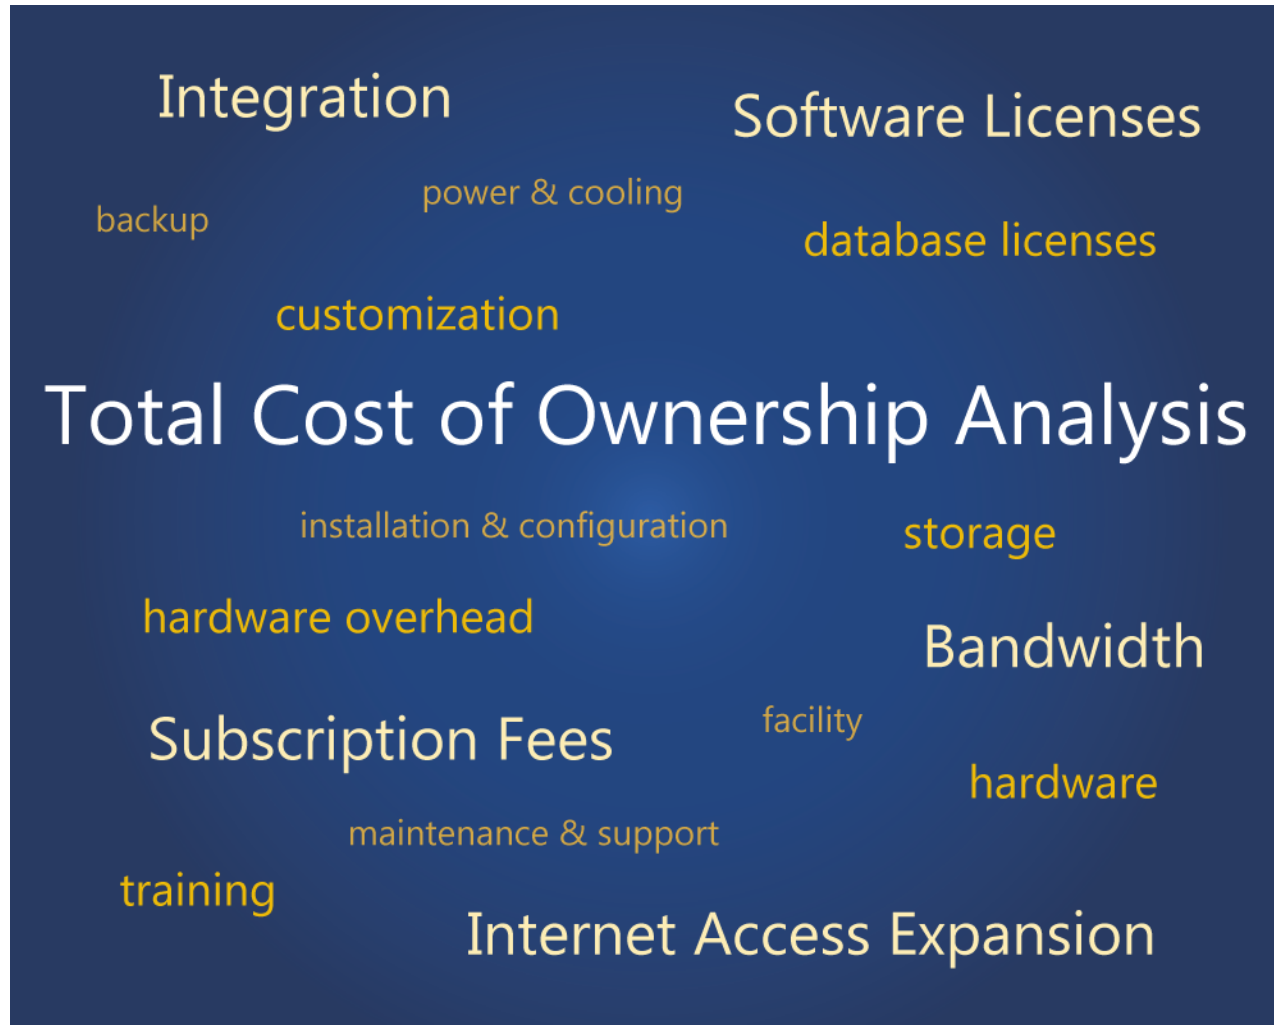 Integration
Software Licenses
power & cooling
backup
database licenses
customization
Total Cost of Ownership Analysis
installation & configuration
storage
hardware overhead
Bandwidth
Subscription Fees
facility
hardware
maintenance & support
training
Internet Access Expansion